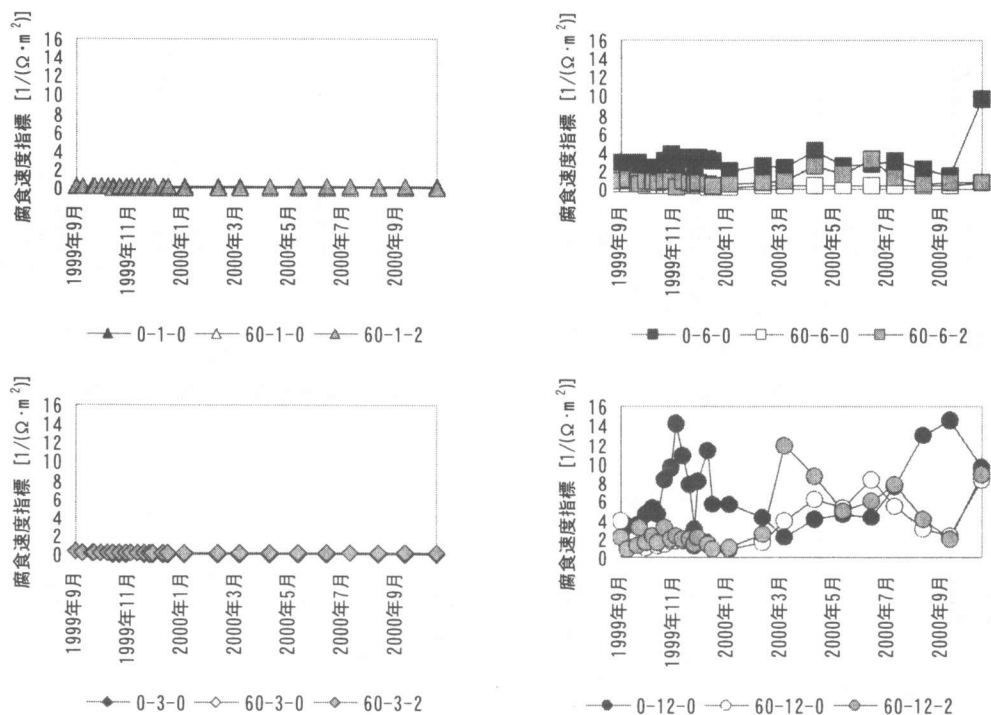 腐食速度指標 [1/(Ω・m²)]
16
14
12
10
8
6
4
2
0
1999年9月
1999年11月
2000年1月
2000年3月
2000年5月
2000年7月
2000年9月
0-1-0 60-1-0 60-1-2
腐食速度指標 [1/(Ω・m²)]
16
14
12
10
8
6
4
2
0
1999年9月
1999年11月
2000年1月
2000年3月
2000年5月
2000年7月
2000年9月
0-6-0 60-6-0 60-6-2
腐食速度指標 [1/(Ω・m²)]
16
14
12
10
8
6
4
2
0
1999年9月
1999年11月
2000年1月
2000年3月
2000年5月
2000年7月
2000年9月
0-3-0 60-3-0 60-3-2
腐食速度指標 [1/(Ω・m²)]
16
14
12
10
8
6
4
2
0
1999年9月
1999年11月
2000年1月
2000年3月
2000年5月
2000年7月
2000年9月
0-12-0 60-12-0 60-12-2